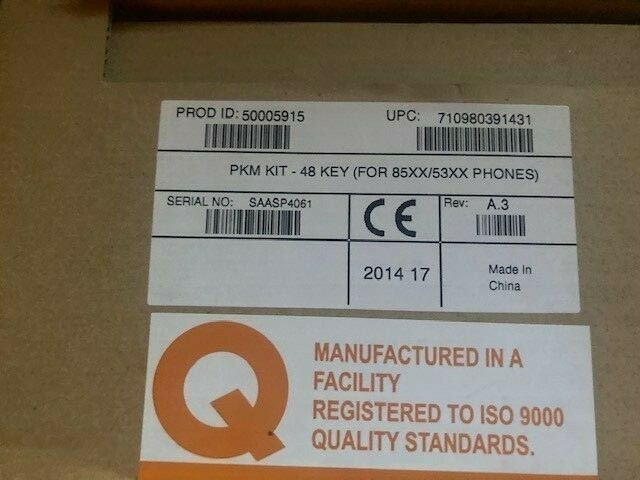 PROD ID: 50005915 UPC: 710980391431
PKM KIT - 48 KEY (FOR 85XX/53XX PHONES)
SERIAL NO: SAASP4061 CE Rev: A.3
2014 17 Made In
China
Q
MANUFACTURED IN A
FACILITY
REGISTERED TO ISO 9000
QUALITY STANDARDS.